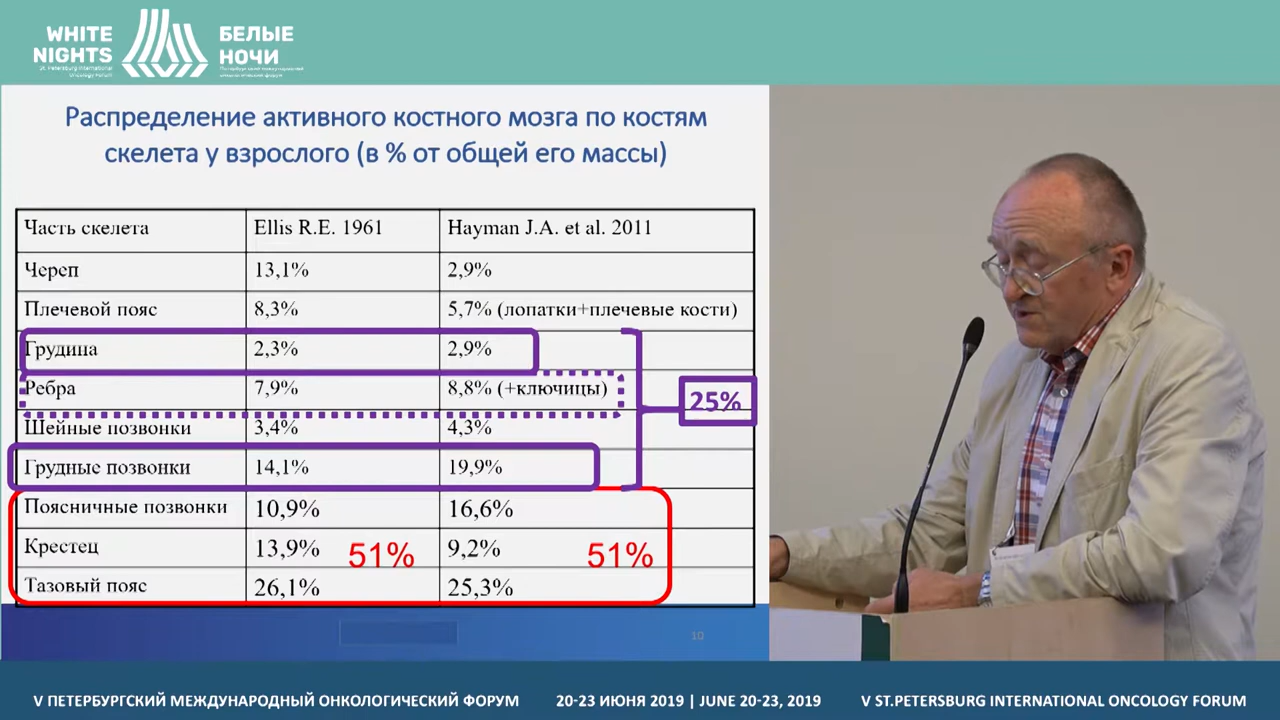 WHITE
NIGHTS
St. Petersburg International
Oncology Forum
БЕЛЫЕ
НОЧИ
Распределение активного костного мозга по костям
скелета у взрослого (в % от общей его массы)
Часть скелета Ellis R.E. 1961 Hayman J.A. et al. 2011
Череп 13,1% 2,9%
Плечевой пояс 8,3% 5,7% (лопатки+плечевые кости)
Грудина 2,3% 2,9%
Ребра 7,9% 8,8% (+ключицы)
25%
Шейные позвонки 3,4% 4,3%
Грудные позвонки 14,1% 19,9%
Поясничные позвонки 10,9% 16,6%
Крестец 13,9% 51% 9,2% 51%
Тазовый пояс 26,1% 25,3%
10
V ПЕТЕРБУРГСКИЙ МЕЖДУНАРОДНЫЙ ОНКОЛОГИЧЕСКИЙ ФОРУМ 20-23 ИЮНЯ 2019 | JUNE 20-23, 2019 V ST.PETERSBURG INTERNATIONAL ONCOLOGY FORUM